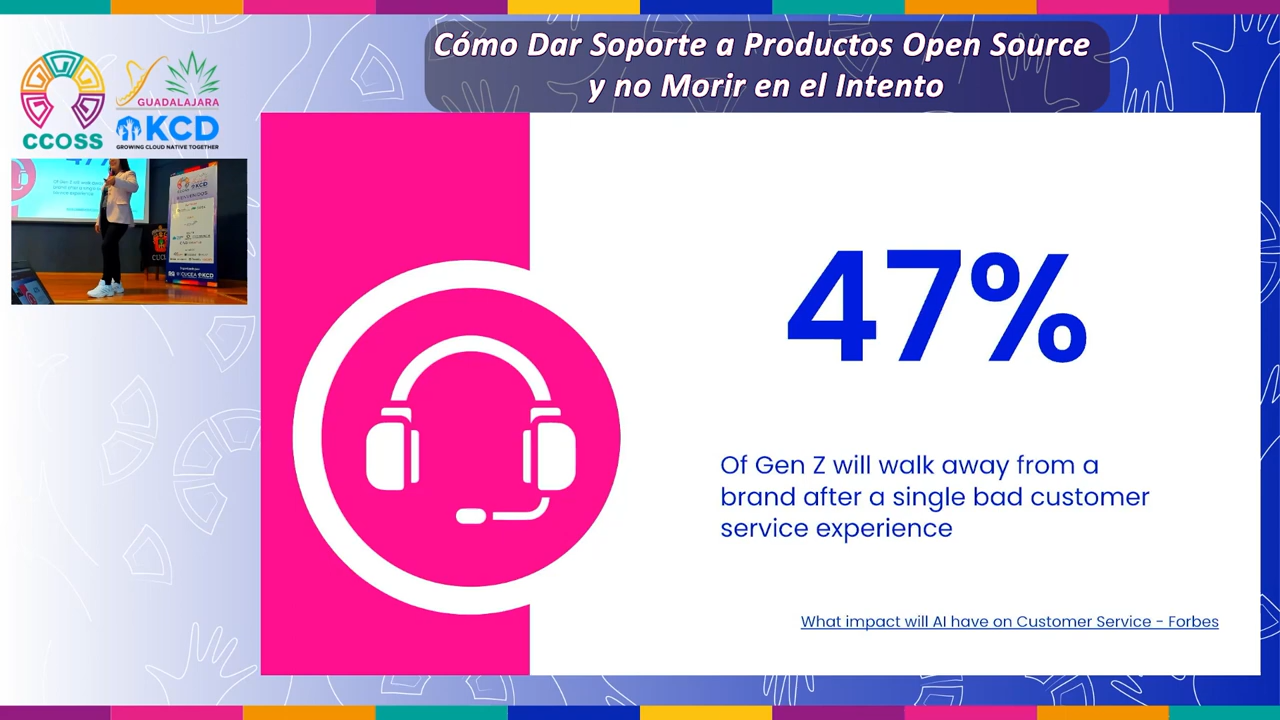 Cómo Dar Soporte a Productos Open Source
y no Morir en el Intento
CCOSS
GUADALAJARA
KCD
GROWING CLOUD NATIVE TOGETHER
47%
Of Gen Z will walk away from a
brand after a single bad customer
service experience
What impact will AI have on Customer Service - Forbes